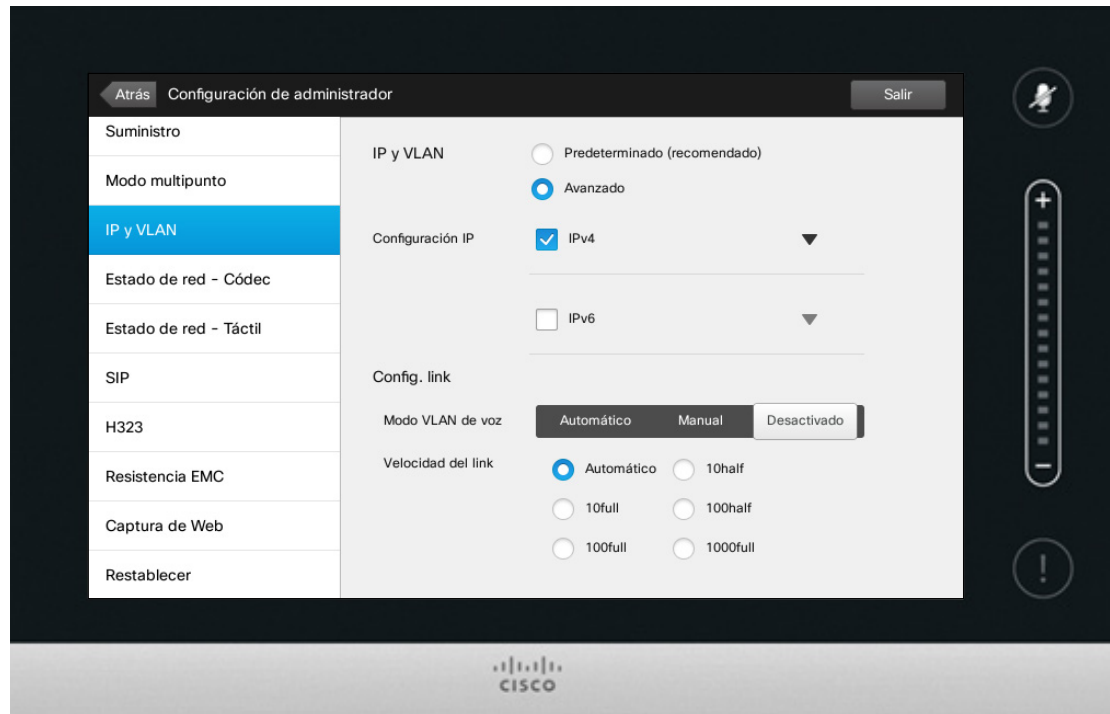 Atrás Configuración de administrador Salir
Suministro
Modo multipunto
IP y VLAN
Estado de red - Códec
Estado de red - Táctil
SIP
H323
Resistencia EMC
Captura de Web
Restablecer
IP y VLAN Predeterminado (recomendado)
Avanzado
Configuración IP IPv4
IPv6
Config. link
Modo VLAN de voz Automático Manual Desactivado
Velocidad del link Automático 10half
10full 100half
100full 1000full
CISCO